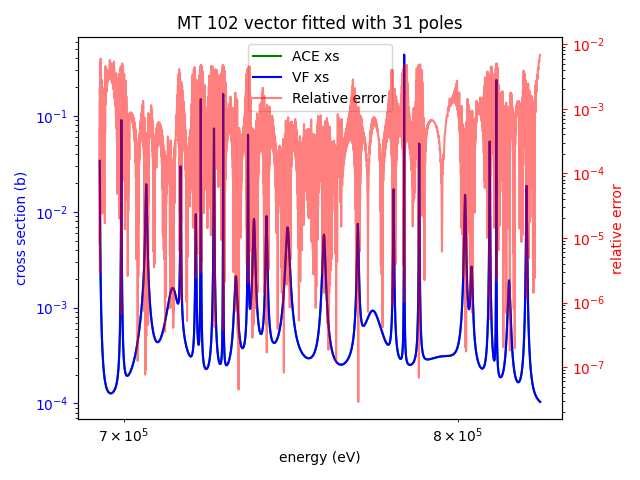 MT 102 vector fitted with 31 poles
ACE xs
VF xs
Relative error
cross section (b)
10⁻¹
10⁻²
10⁻³
10⁻⁴
10⁻²
10⁻³
10⁻⁴
10⁻⁵
10⁻⁶
10⁻⁷
relative error
7 × 10⁵
8 × 10⁵
energy (eV)